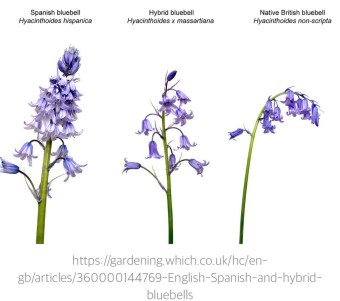 Spanish bluebell
Hyacinthoides hispanica
Hybrid bluebell
Hyacinthoides x massartiana
Native British bluebell
Hyacinthoides non-scripta
https://gardening.which.co.uk/hc/en-
gb/articles/360000144769-English-Spanish-and-hybrid-
bluebells